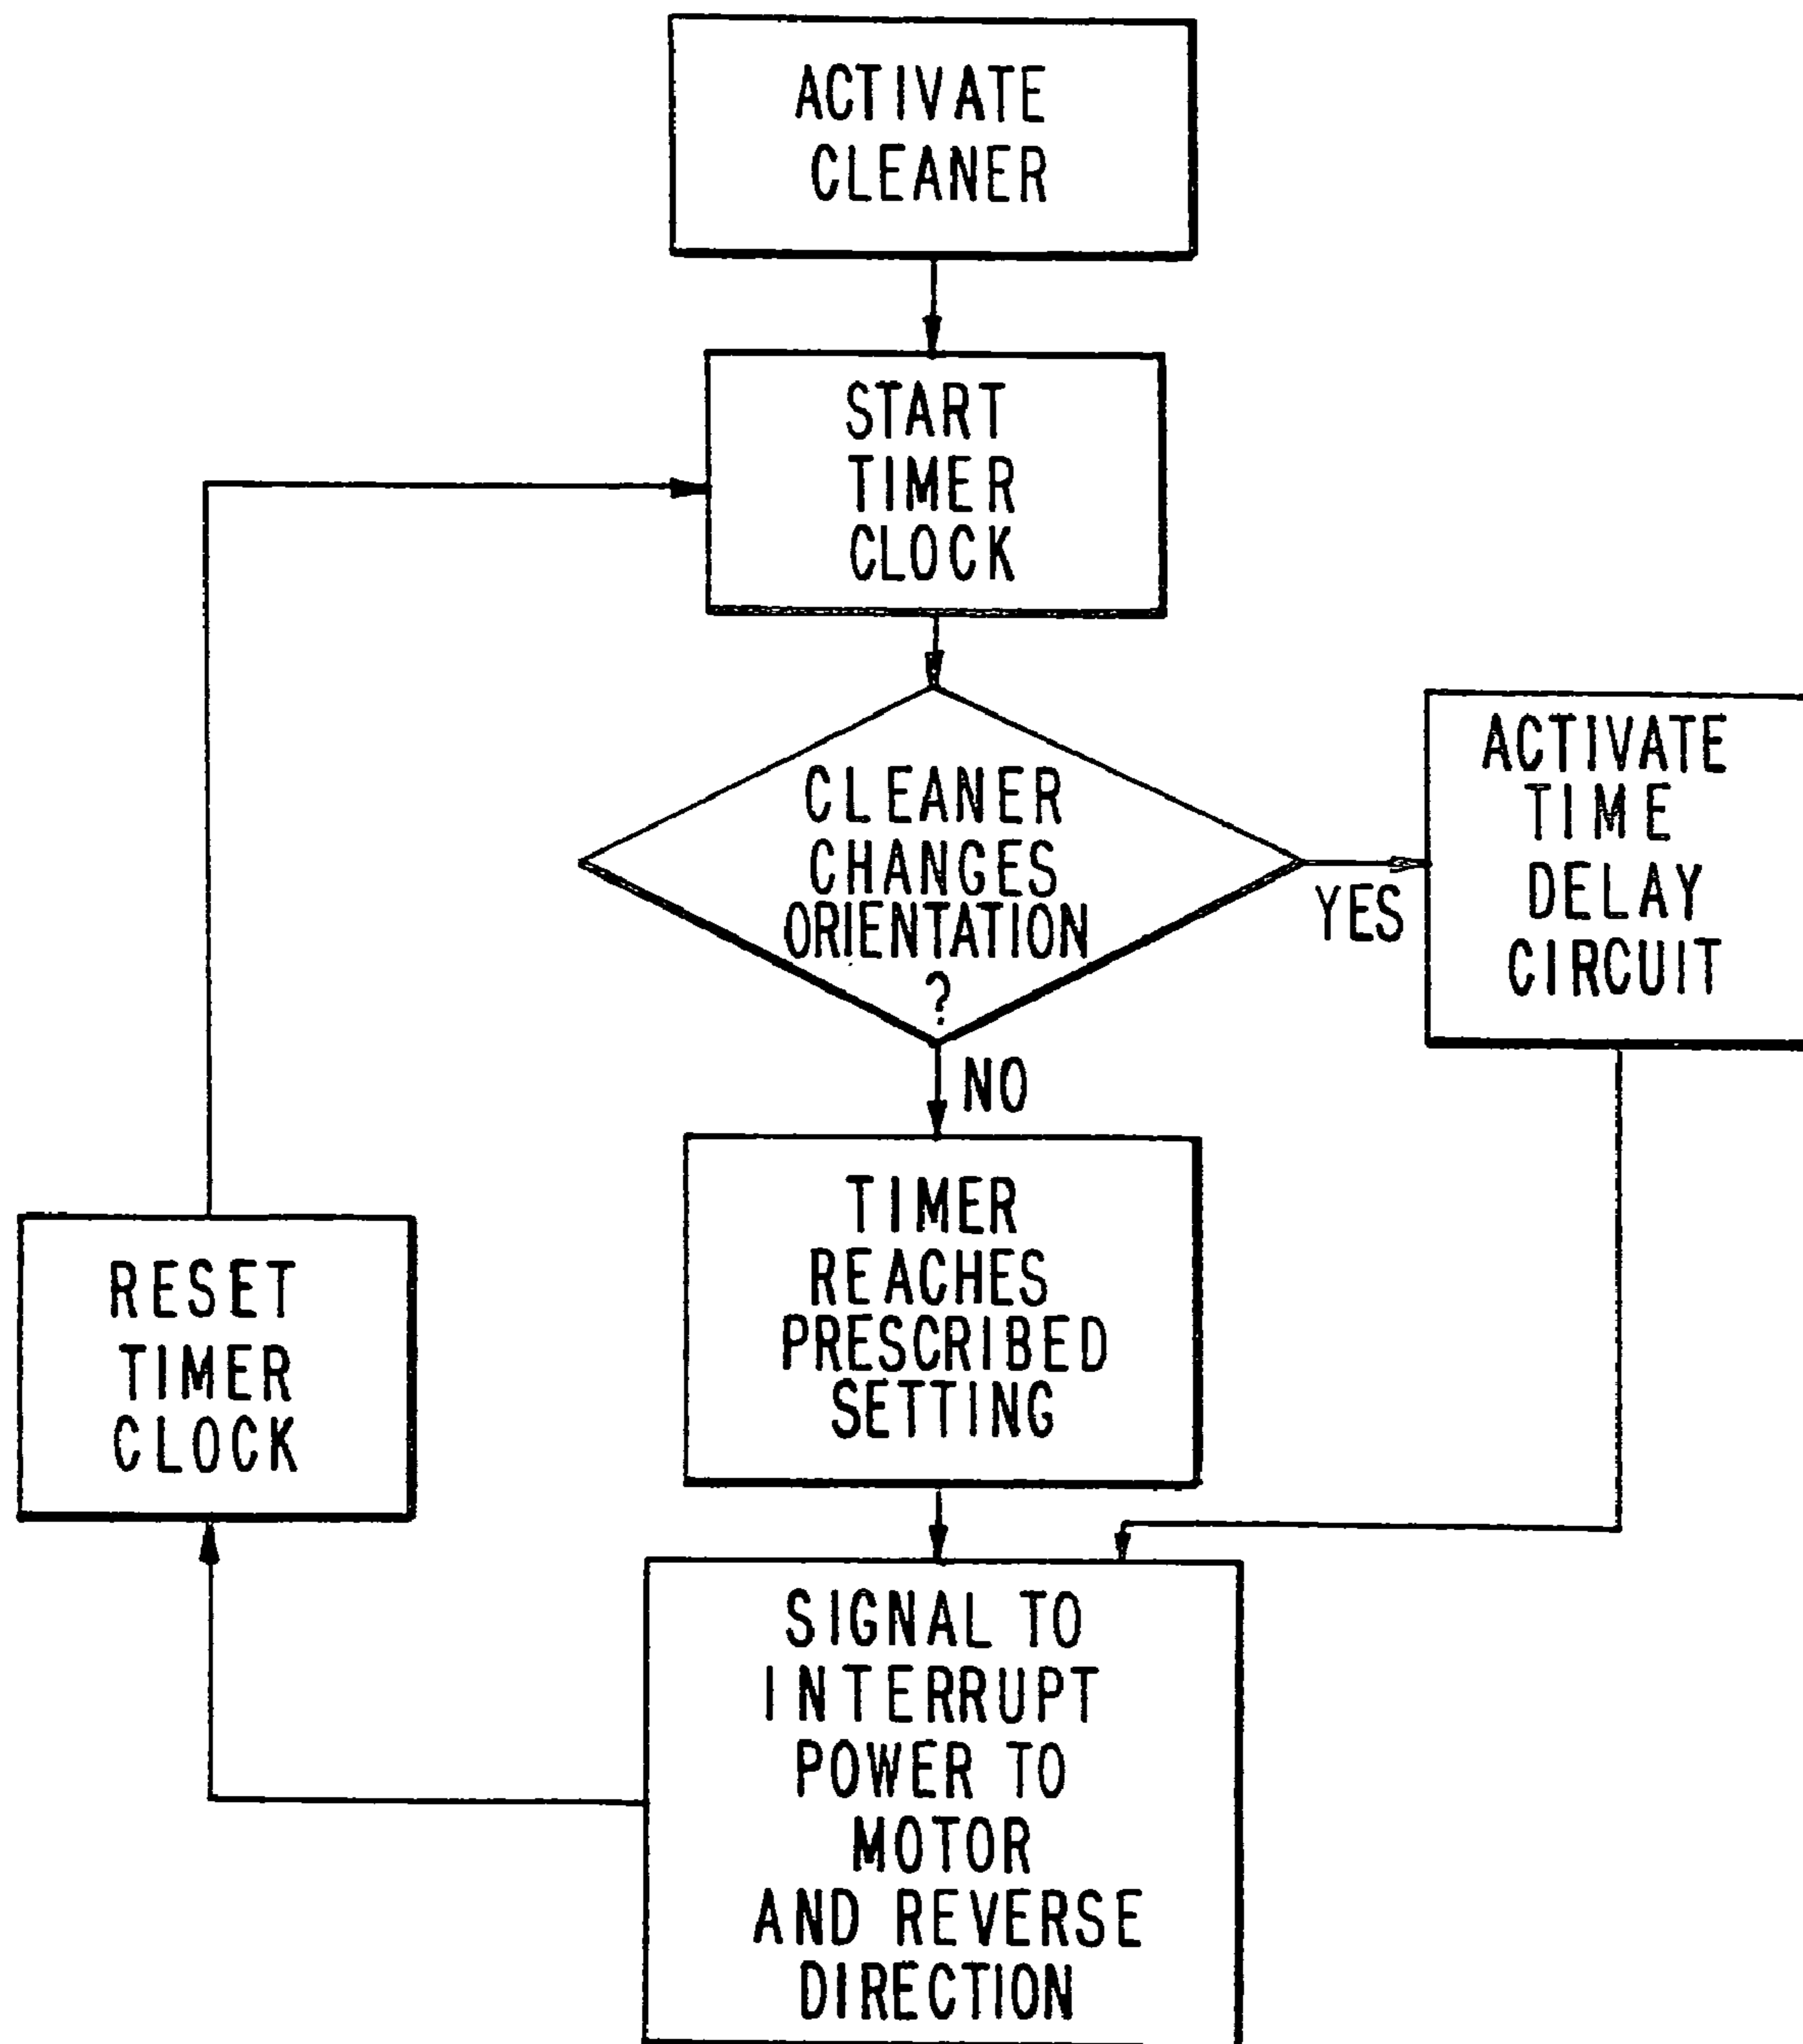 ACTIVATE
CLEANER
START
TIMER
CLOCK
CLEANER
CHANGES
ORIENTATION
?
YES
ACTIVATE
TIME
DELAY
CIRCUIT
NO
TIMER
REACHES
PRESCRIBED
SETTING
RESET
TIMER
CLOCK
SIGNAL TO
INTERRUPT
POWER TO
MOTOR
AND REVERSE
DIRECTION